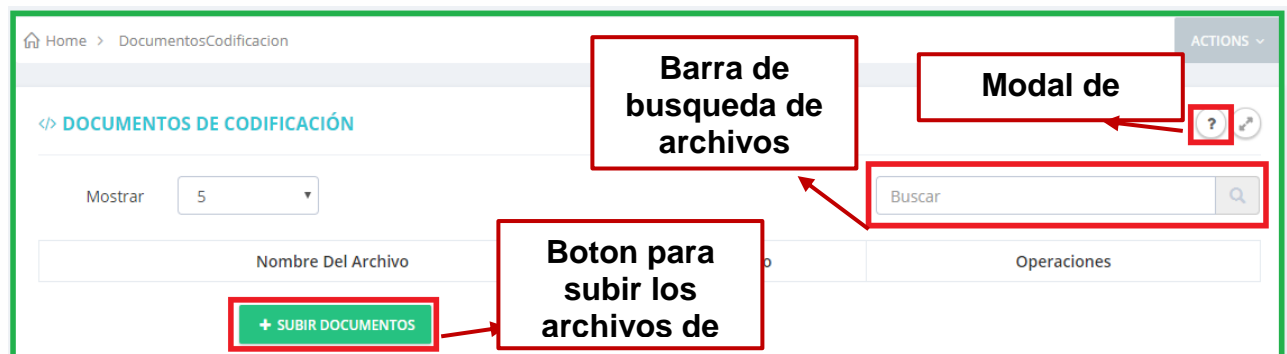 Home > DocumentosCodificacion
ACTIONS
Barra de
busqueda de
archivos
Modal de
</> DOCUMENTOS DE CODIFICACIÓN
?
Mostrar
5
Buscar
Nombre Del Archivo
o
Operaciones
Boton para
subir los
archivos de
+ SUBIR DOCUMENTOS